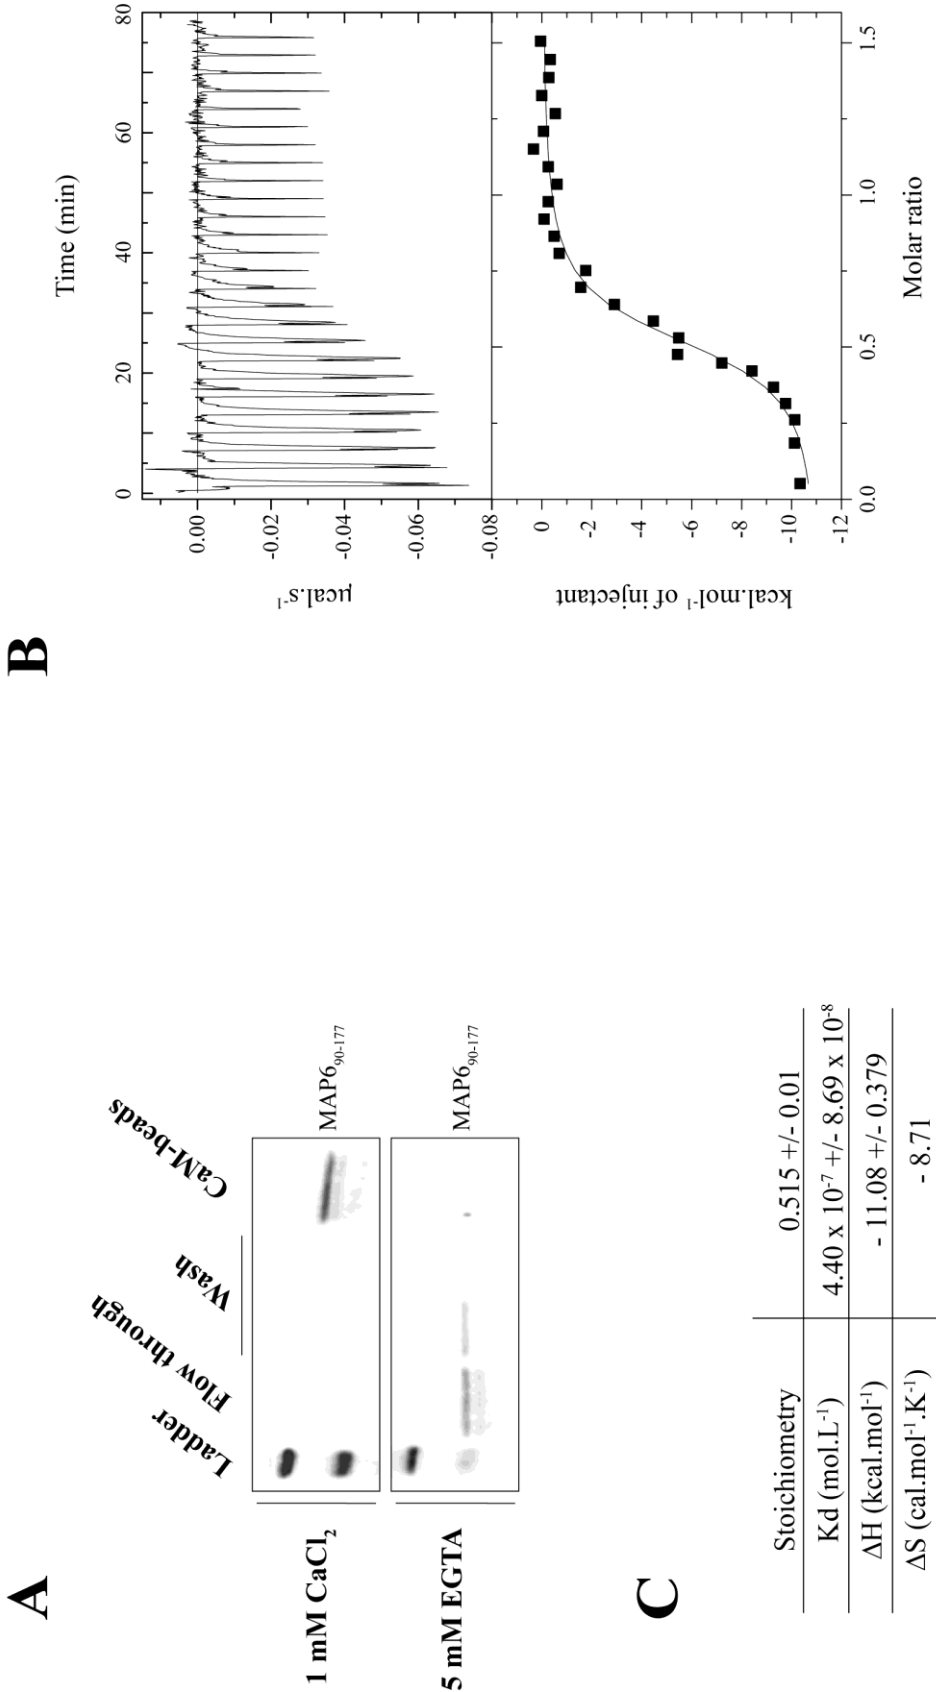 A
Ladder
Flow through
Wash
CaM-beads
1 mM CaCl₂
MAP6₉₀₋₁₇₇
5 mM EGTA
MAP6₉₀₋₁₇₇
B
Time (min)
0 20 40 60 80
0.00
-0.02
-0.04
-0.06
-0.08
µcal.s⁻¹
0
-2
-4
-6
-8
-10
-12
kcal.mol⁻¹ of injectant
0.0 0.5 1.0 1.5
Molar ratio
C
Stoichiometry 0.515 +/- 0.01
Kd (mol.L⁻¹) 4.40 x 10⁻⁷ +/- 8.69 x 10⁻⁸
ΔH (kcal.mol⁻¹) - 11.08 +/- 0.379
ΔS (cal.mol⁻¹.K⁻¹) - 8.71